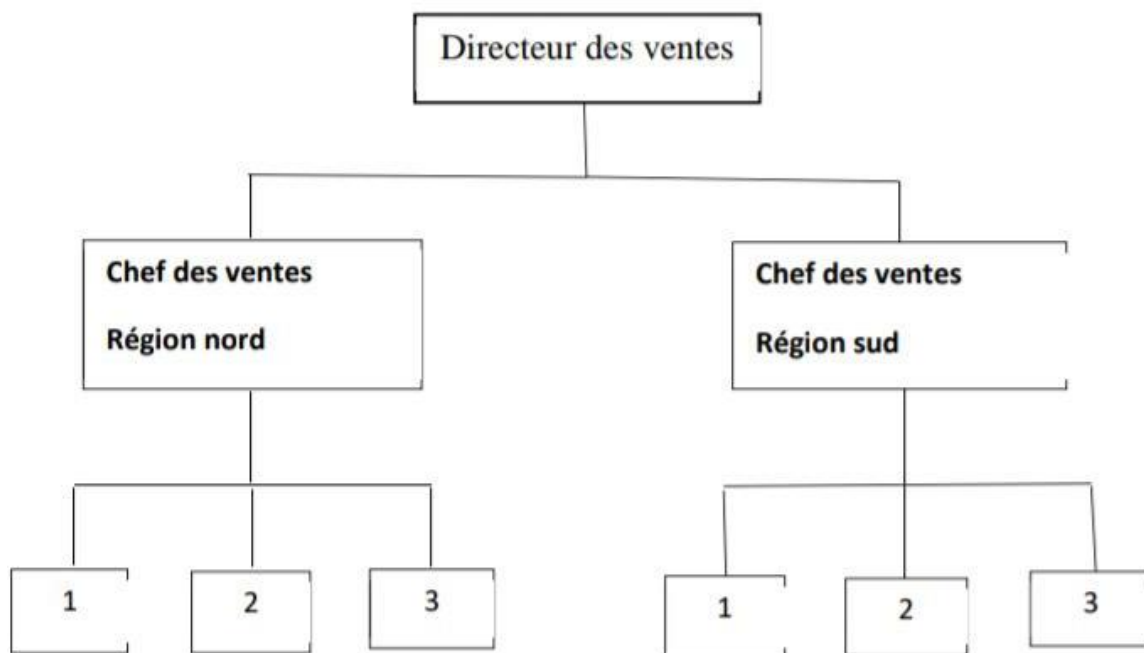 Directeur des ventes
Chef des ventes
Région nord
Chef des ventes
Région sud
1
2
3
1
2
3